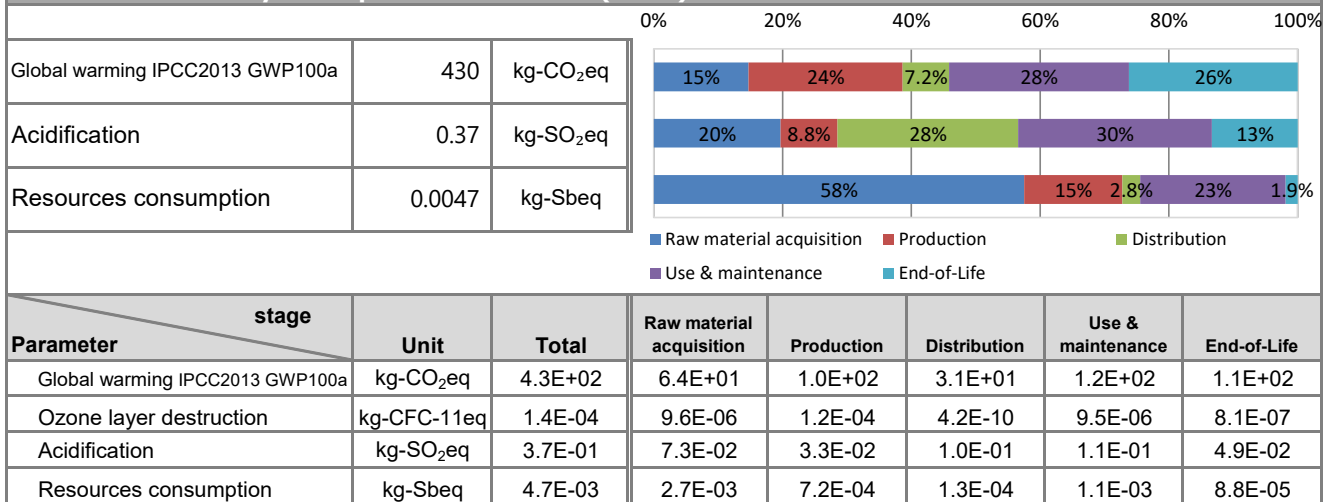 0% 20% 40% 60% 80% 100%
Global warming IPCC2013 GWP100a 430 kg-CO₂eq 15% 24% 7.2% 28% 26%
Acidification 0.37 kg-SO₂eq 20% 8.8% 28% 30% 13%
Resources consumption 0.0047 kg-Sbeq 58% 15% 2.8% 23% 1.9%
Raw material acquisition Production Distribution
Use & maintenance End-of-Life
stage
Parameter Unit Total Raw material acquisition Production Distribution Use & maintenance End-of-Life
Global warming IPCC2013 GWP100a kg-CO₂eq 4.3E+02 6.4E+01 1.0E+02 3.1E+01 1.2E+02 1.1E+02
Ozone layer destruction kg-CFC-11eq 1.4E-04 9.6E-06 1.2E-04 4.2E-10 9.5E-06 8.1E-07
Acidification kg-SO₂eq 3.7E-01 7.3E-02 3.3E-02 1.0E-01 1.1E-01 4.9E-02
Resources consumption kg-Sbeq 4.7E-03 2.7E-03 7.2E-04 1.3E-04 1.1E-03 8.8E-05